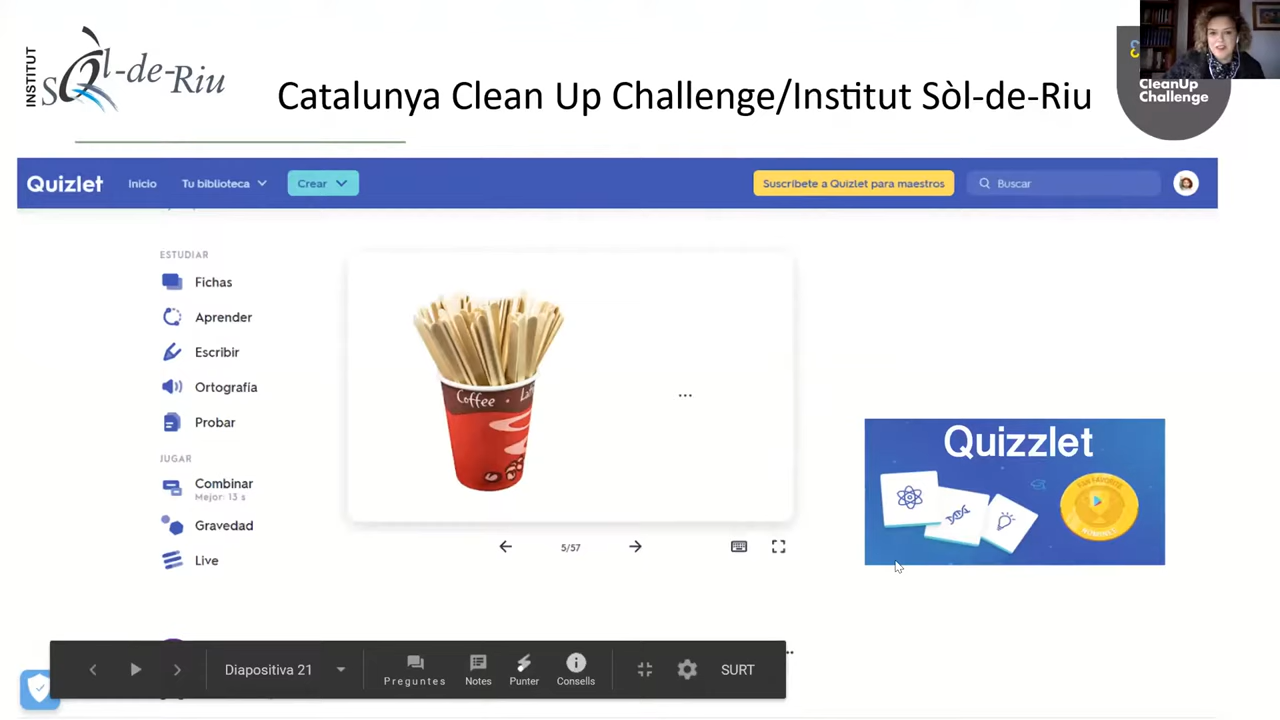 INSTITUT
SQl-de-Riu
Catalunya Clean Up Challenge/Institut Sòl-de-Riu
CleanUp
Challenge
Quizlet
Inicio
Tu biblioteca
Crear
Suscríbete a Quizlet para maestros
Buscar
ESTUDIAR
Fichas
Aprender
Escribir
Ortografía
Probar
JUGAR
Combinar
Mejor: 13 s
Gravedad
Live
Coffee
...
5/57
Quizzlet
Diapositiva 21
Preguntes
Notes
Punter
Consells
SURT